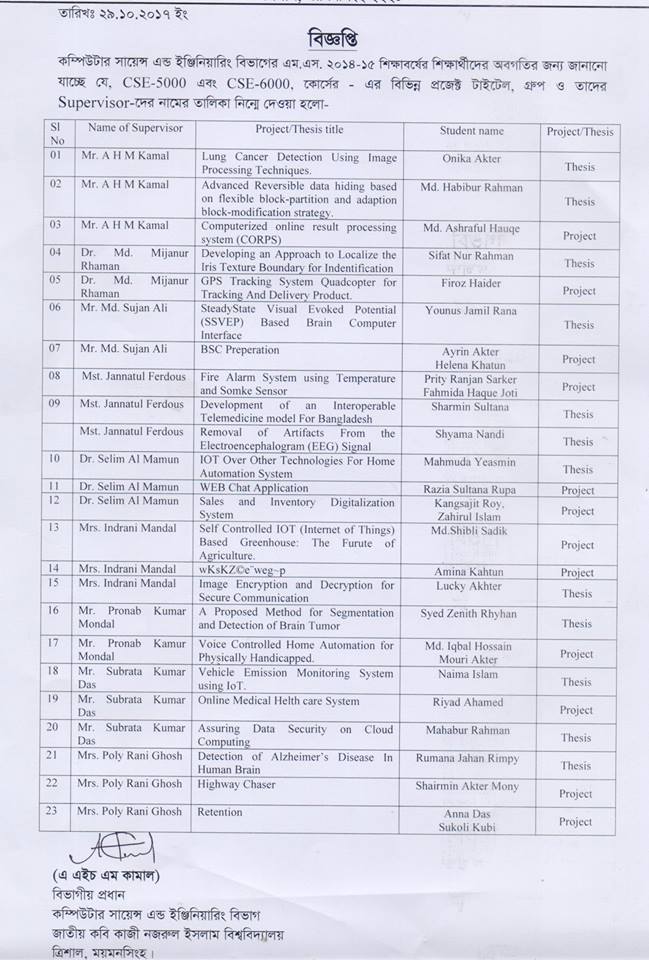 তারিখঃ ২৯.১০.২০১৭ ইং
বিজ্ঞপ্তি
কম্পিউটার সায়েন্স এন্ড ইঞ্জিনিয়ারিং বিভাগের এম.এস. ২০১৪-১৫ শিক্ষাবর্ষের শিক্ষার্থীদের অবগতির জন্য জানানো
যাচ্ছে যে, CSE-5000 এবং CSE-6000, কোর্সের - এর বিভিন্ন প্রজেক্ট টাইটেল, গ্রুপ ও তাদের
Supervisor-দের নামের তালিকা নিম্নে দেওয়া হলো-
Sl No Name of Supervisor Project/Thesis title Student name Project/Thesis
01 Mr. A H M Kamal Lung Cancer Detection Using Image Onika Akter Thesis
Processing Techniques.
02 Mr. A H M Kamal Advanced Reversible data hiding based Md. Habibur Rahman Thesis
on flexible block-partition and adaption
block-modification strategy.
03 Mr. A H M Kamal Computerized online result processing Md. Ashraful Hauqe Project
system (CORPS)
04 Dr. Md. Mijanur Developing an Approach to Localize the Sifat Nur Rahman Thesis
Rhaman Iris Texture Boundary for Indentification
05 Dr. Md. Mijanur GPS Tracking System Quadcopter for Firoz Haider Project
Rhaman Tracking And Delivery Product.
06 Mr. Md. Sujan Ali SteadyState Visual Evoked Potential Younus Jamil Rana Thesis
(SSVEP) Based Brain Computer
Interface
07 Mr. Md. Sujan Ali BSC Preperation Ayrin Akter Project
Helena Khatun
08 Mst. Jannatul Ferdous Fire Alarm System using Temperature Prity Ranjan Sarker Project
and Somke Sensor Fahmida Haque Joti
09 Mst. Jannatul Ferdous Development of an Interoperable Sharmin Sultana Thesis
Telemedicine model For Bangladesh
Mst. Jannatul Ferdous Removal of Artifacts From the Shyama Nandi Thesis
Electroencephalogram (EEG) Signal
10 Dr. Selim Al Mamun IOT Over Other Technologies For Home Mahmuda Yeasmin Thesis
Automation System
11 Dr. Selim Al Mamun WEB Chat Application Razia Sultana Rupa Project
12 Dr. Selim Al Mamun Sales and Inventory Digitalization Kangsajit Roy, Project
System Zahirul Islam
13 Mrs. Indrani Mandal Self Controlled IOT (Internet of Things) Md.Shibli Sadik Project
Based Greenhouse: The Furute of
Agriculture.
14 Mrs. Indrani Mandal wKsKZ©e¨weg~p Amina Kahtun Project
15 Mrs. Indrani Mandal Image Encryption and Decryption for Lucky Akhter Thesis
Secure Communication
16 Mr. Pronab Kumar A Proposed Method for Segmentation Syed Zenith Rhyhan Thesis
Mondal and Detection of Brain Tumor
17 Mr. Pronab Kamur Voice Controlled Home Automation for Md. Iqbal Hossain Project
Mondal Physically Handicapped. Mouri Akter
18 Mr. Subrata Kumar Vehicle Emission Monitoring System Naima Islam Thesis
Das using IoT.
19 Mr. Subrata Kumar Online Medical Helth care System Riyad Ahamed Project
Das
20 Mr. Subrata Kumar Assuring Data Security on Cloud Mahabur Rahman Thesis
Das Computing
21 Mrs. Poly Rani Ghosh Detection of Alzheimer's Disease In Rumana Jahan Rimpy Thesis
Human Brain
22 Mrs. Poly Rani Ghosh Highway Chaser Shairmin Akter Mony Project
23 Mrs. Poly Rani Ghosh Retention Anna Das Project
Sukoli Kubi
(এ এইচ এম কামাল)
বিভাগীয় প্রধান
কম্পিউটার সায়েন্স এন্ড ইঞ্জিনিয়ারিং বিভাগ
জাতীয় কবি কাজী নজরুল ইসলাম বিশ্ববিদ্যালয়
ত্রিশাল, ময়মনসিংহ।